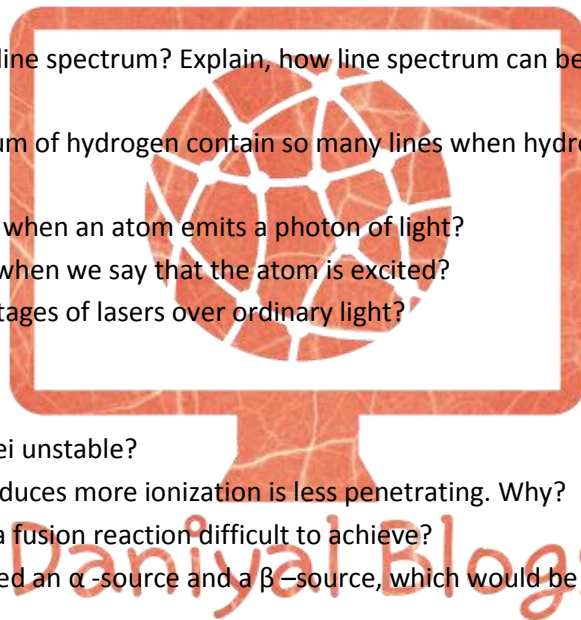 line spectrum? Explain, how line spectrum can be
um of hydrogen contain so many lines when hydro
when an atom emits a photon of light?
when we say that the atom is excited?
tages of lasers over ordinary light?
ei unstable?
duces more ionization is less penetrating. Why?
a fusion reaction difficult to achieve?
ed an α -source and a β –source, which would be
Daniyal Blogs